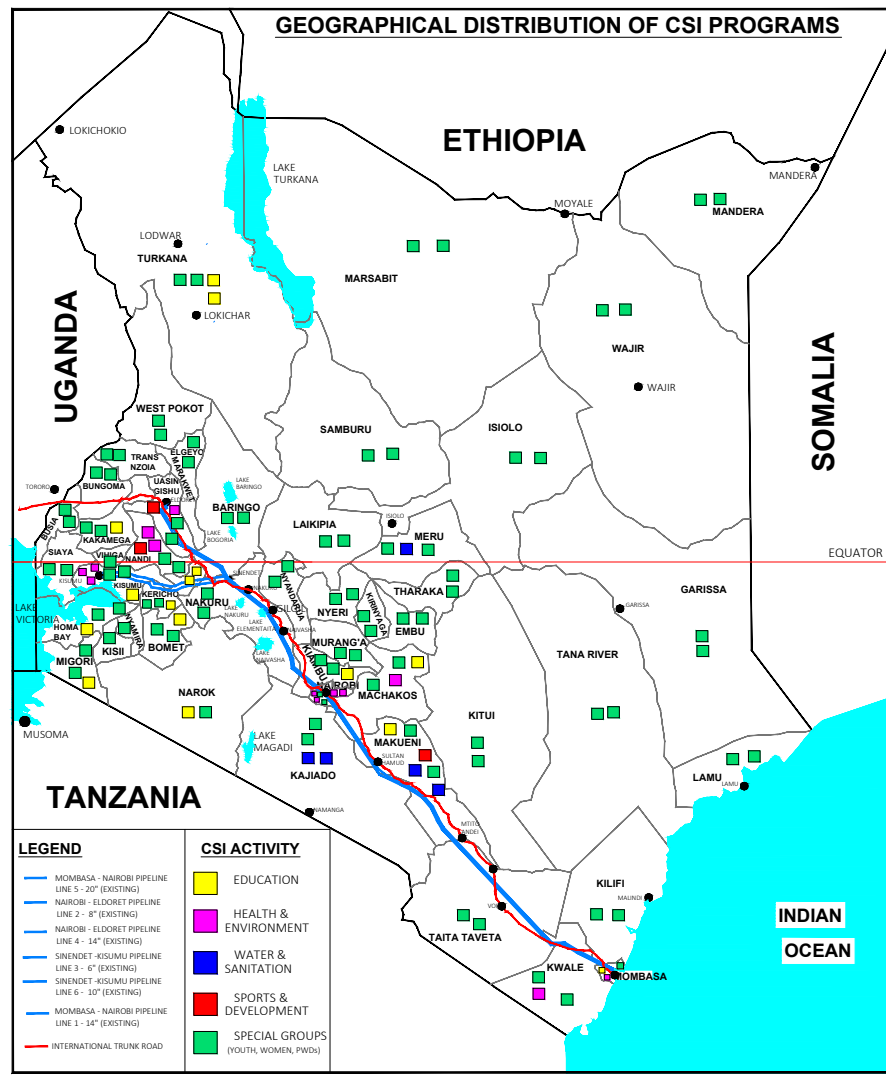 GEOGRAPHICAL DISTRIBUTION OF CSI PROGRAMS
LOKICHOKIO
ETHIOPIA
LAKE
TURKANA
MANDERA
MOYALE
MANDERA
LODWAR
TURKANA
MARSABIT
LOKICHAR
UGANDA
WAJIR
WAJIR
SOMALIA
WEST POKOT
SAMBURU
ISIOLO
ELGEYO
MARAKWET
TRANS
NZOIA
BUNGOMA
UASIN
GISHU
TORORO
LAKE
BARINGO
BARINGO
LAKE
BOGORIA
LAIKIPIA
ISIOLO
MERU
BUSIA
KAKAMEGA
SIAYA
VIHIGA
NANDI
EQUATOR
KISUMU
KISUMU
SINENDET
NAKURU
NYANDARUA
THARAKA
GARISSA
KERICHO
NAKURU
LAKE
VICTORIA
LAKE
NAKURU
NYERI
KIRINYAGA
GARISSA
LAKE
ELEMENTAITA
EMBU
HOMA
BAY
NYAMIRA
NAIVASHA
KISII
BOMET
MURANG'A
TANA RIVER
LAKE
NAIVASHA
KIAMBU
MIGORI
NAROK
NAIROBI
MACHAKOS
KITUI
MUSOMA
LAKE
MAGADI
MAKUENI
SULTAN
HAMUD
KAJIADO
LAMU
LAMU
TANZANIA
NAMANGA
MTITO
ANDEI
KILIFI
MALINDI
VOI
TAITA TAVETA
INDIAN
OCEAN
KWALE
MOMBASA
LEGEND
MOMBASA - NAIROBI PIPELINE
LINE 5 - 20" (EXISTING)
NAIROBI - ELDORET PIPELINE
LINE 2 - 8" (EXISTING)
NAIROBI - ELDORET PIPELINE
LINE 4 - 14" (EXISTING)
SINENDET -KISUMU PIPELINE
LINE 3 - 6" (EXISTING)
SINENDET -KISUMU PIPELINE
LINE 6 - 10" (EXISTING)
MOMBASA - NAIROBI PIPELINE
LINE 1 - 14" (EXISTING)
INTERNATIONAL TRUNK ROAD
CSI ACTIVITY
EDUCATION
HEALTH &
ENVIRONMENT
WATER &
SANITATION
SPORTS &
DEVELOPMENT
SPECIAL GROUPS
(YOUTH, WOMEN, PWDs)